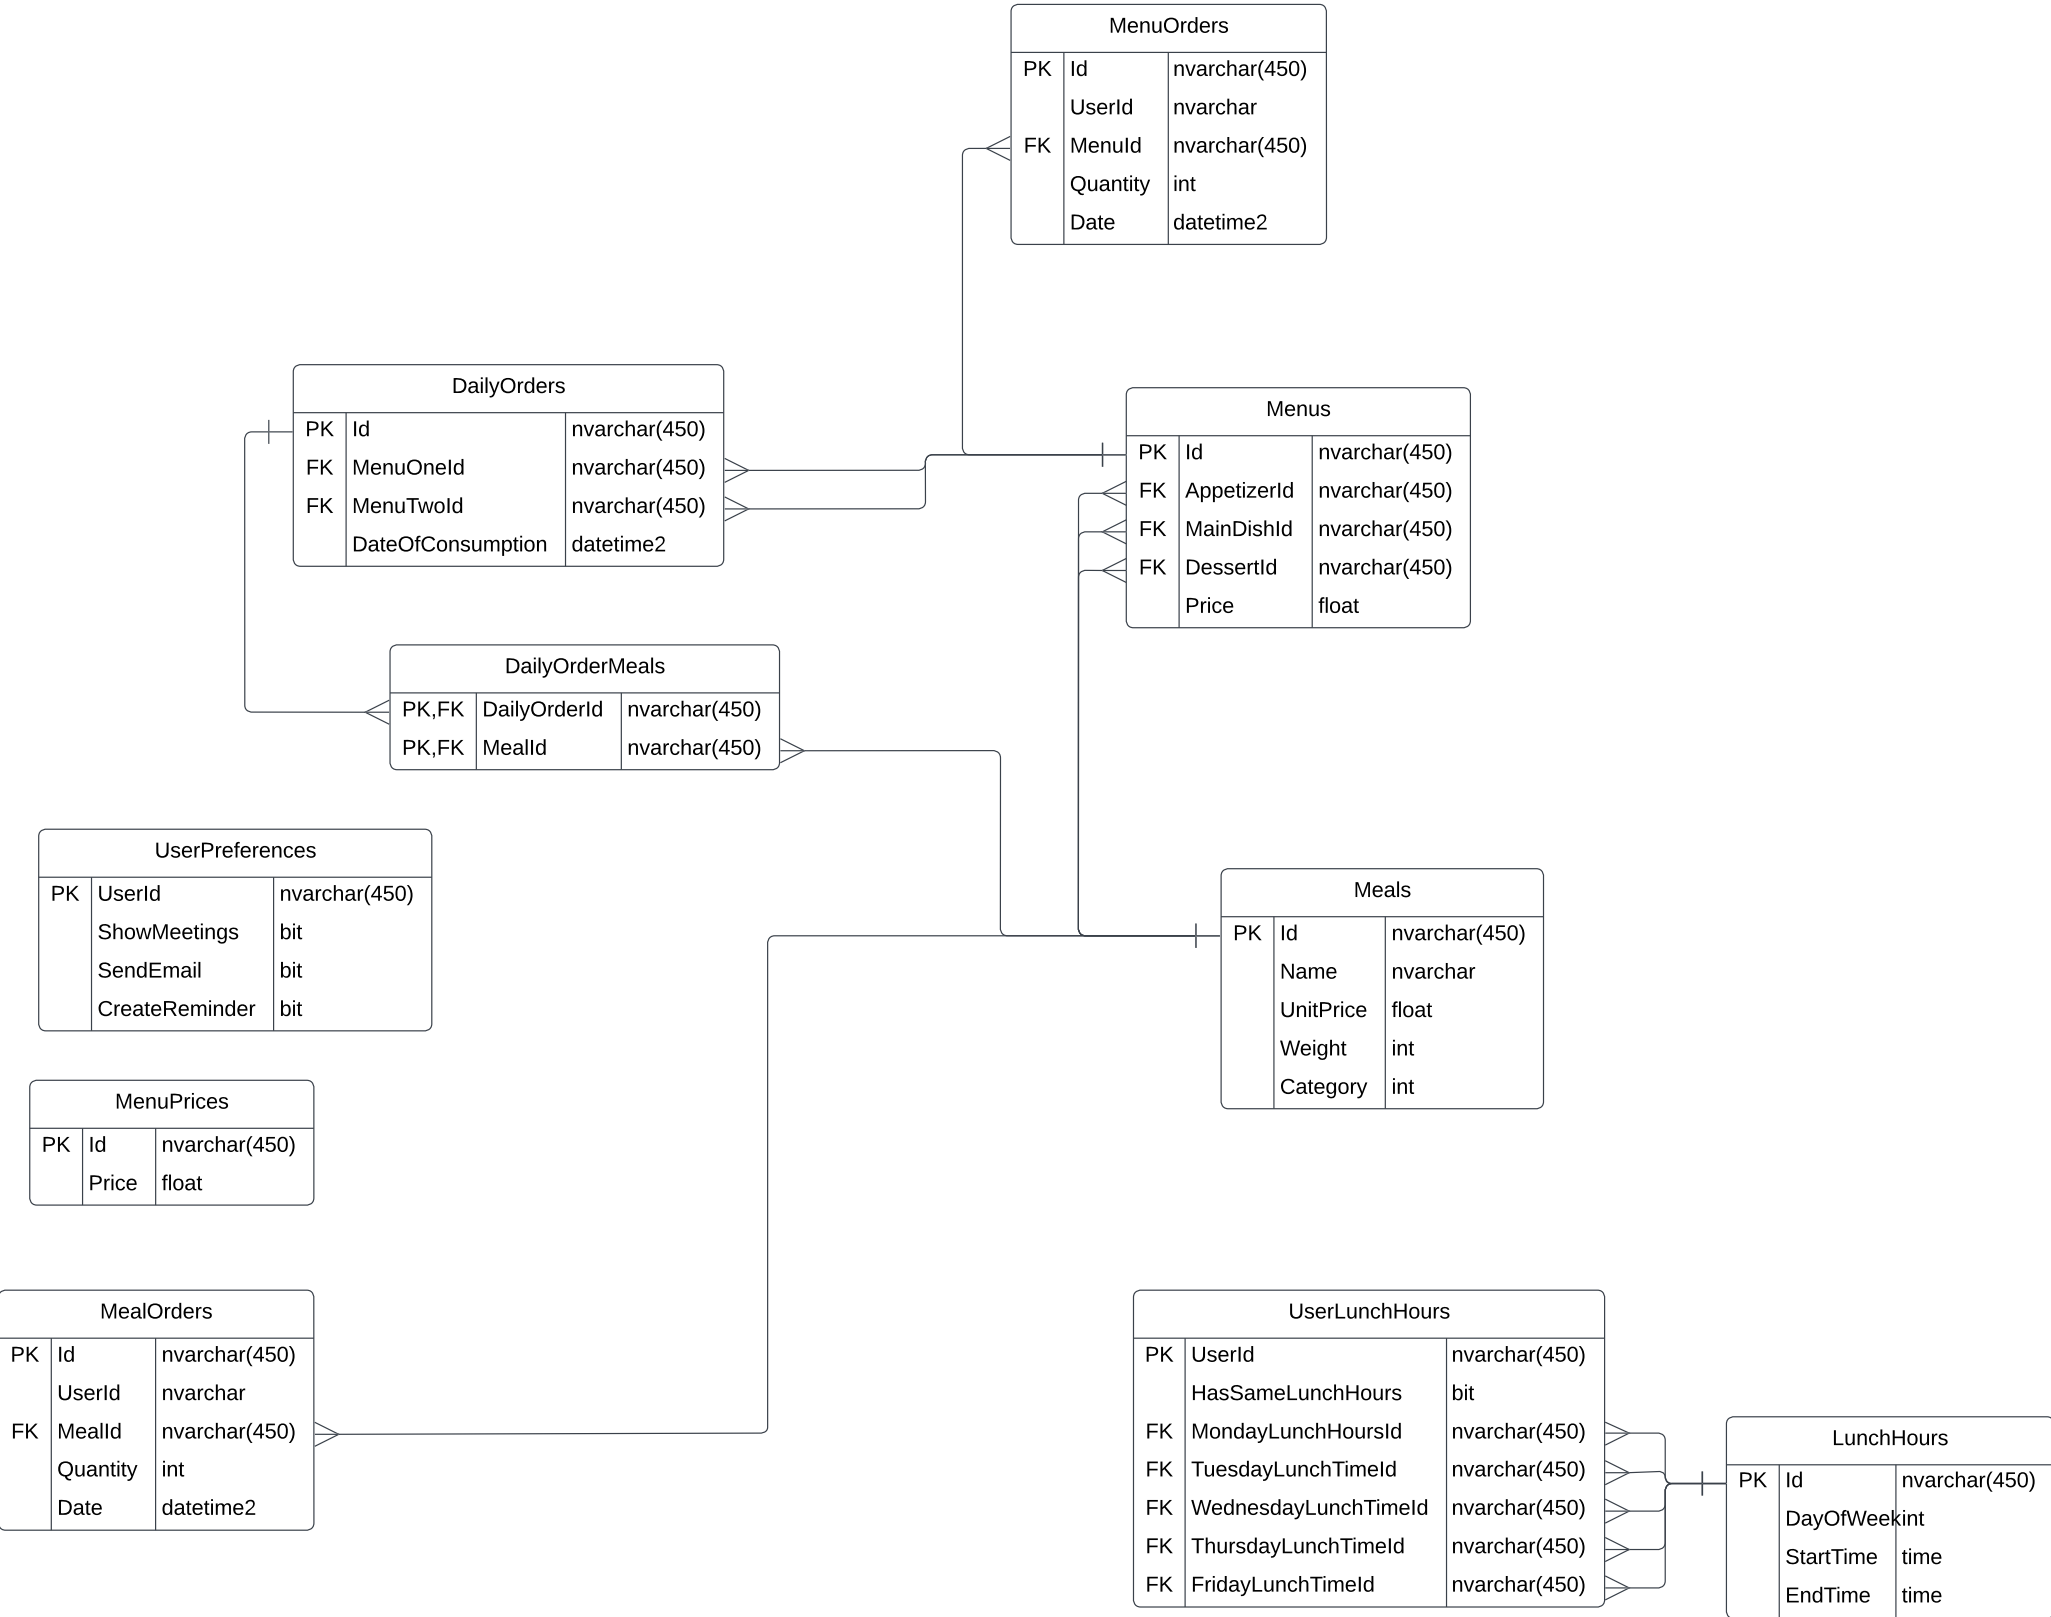 MenuOrders
PK Id nvarchar(450)
UserId nvarchar
FK MenuId nvarchar(450)
Quantity int
Date datetime2
DailyOrders
PK Id nvarchar(450)
FK MenuOneId nvarchar(450)
FK MenuTwoId nvarchar(450)
DateOfConsumption datetime2
Menus
PK Id nvarchar(450)
FK AppetizerId nvarchar(450)
FK MainDishId nvarchar(450)
FK DessertId nvarchar(450)
Price float
DailyOrderMeals
PK,FK DailyOrderId nvarchar(450)
PK,FK MealId nvarchar(450)
UserPreferences
PK UserId nvarchar(450)
ShowMeetings bit
SendEmail bit
CreateReminder bit
Meals
PK Id nvarchar(450)
Name nvarchar
UnitPrice float
Weight int
Category int
MenuPrices
PK Id nvarchar(450)
Price float
MealOrders
PK Id nvarchar(450)
UserId nvarchar
FK MealId nvarchar(450)
Quantity int
Date datetime2
UserLunchHours
PK UserId nvarchar(450)
HasSameLunchHours bit
FK MondayLunchHoursId nvarchar(450)
FK TuesdayLunchTimeId nvarchar(450)
FK WednesdayLunchTimeId nvarchar(450)
FK ThursdayLunchTimeId nvarchar(450)
FK FridayLunchTimeId nvarchar(450)
LunchHours
PK Id nvarchar(450)
DayOfWeek int
StartTime time
EndTime time